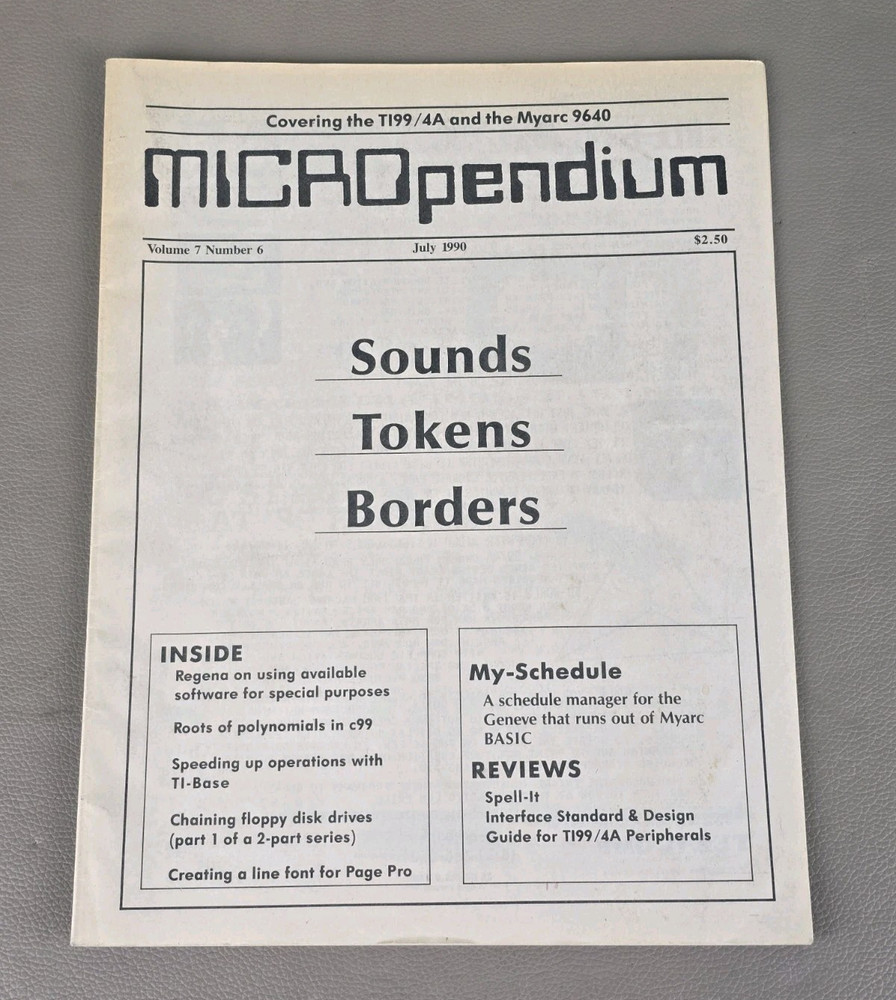 Covering the TI99/4A and the Myarc 9640
MICROpendium
Volume 7 Number 6 July 1990 $2.50
Sounds
Tokens
Borders
INSIDE
Regena on using available
software for special purposes
Roots of polynomials in c99
Speeding up operations with
TI-Base
Chaining floppy disk drives
(part 1 of a 2-part series)
Creating a line font for Page Pro
My-Schedule
A schedule manager for the
Geneve that runs out of Myarc
BASIC
REVIEWS
Spell-It
Interface Standard & Design
Guide for TI99/4A Peripherals